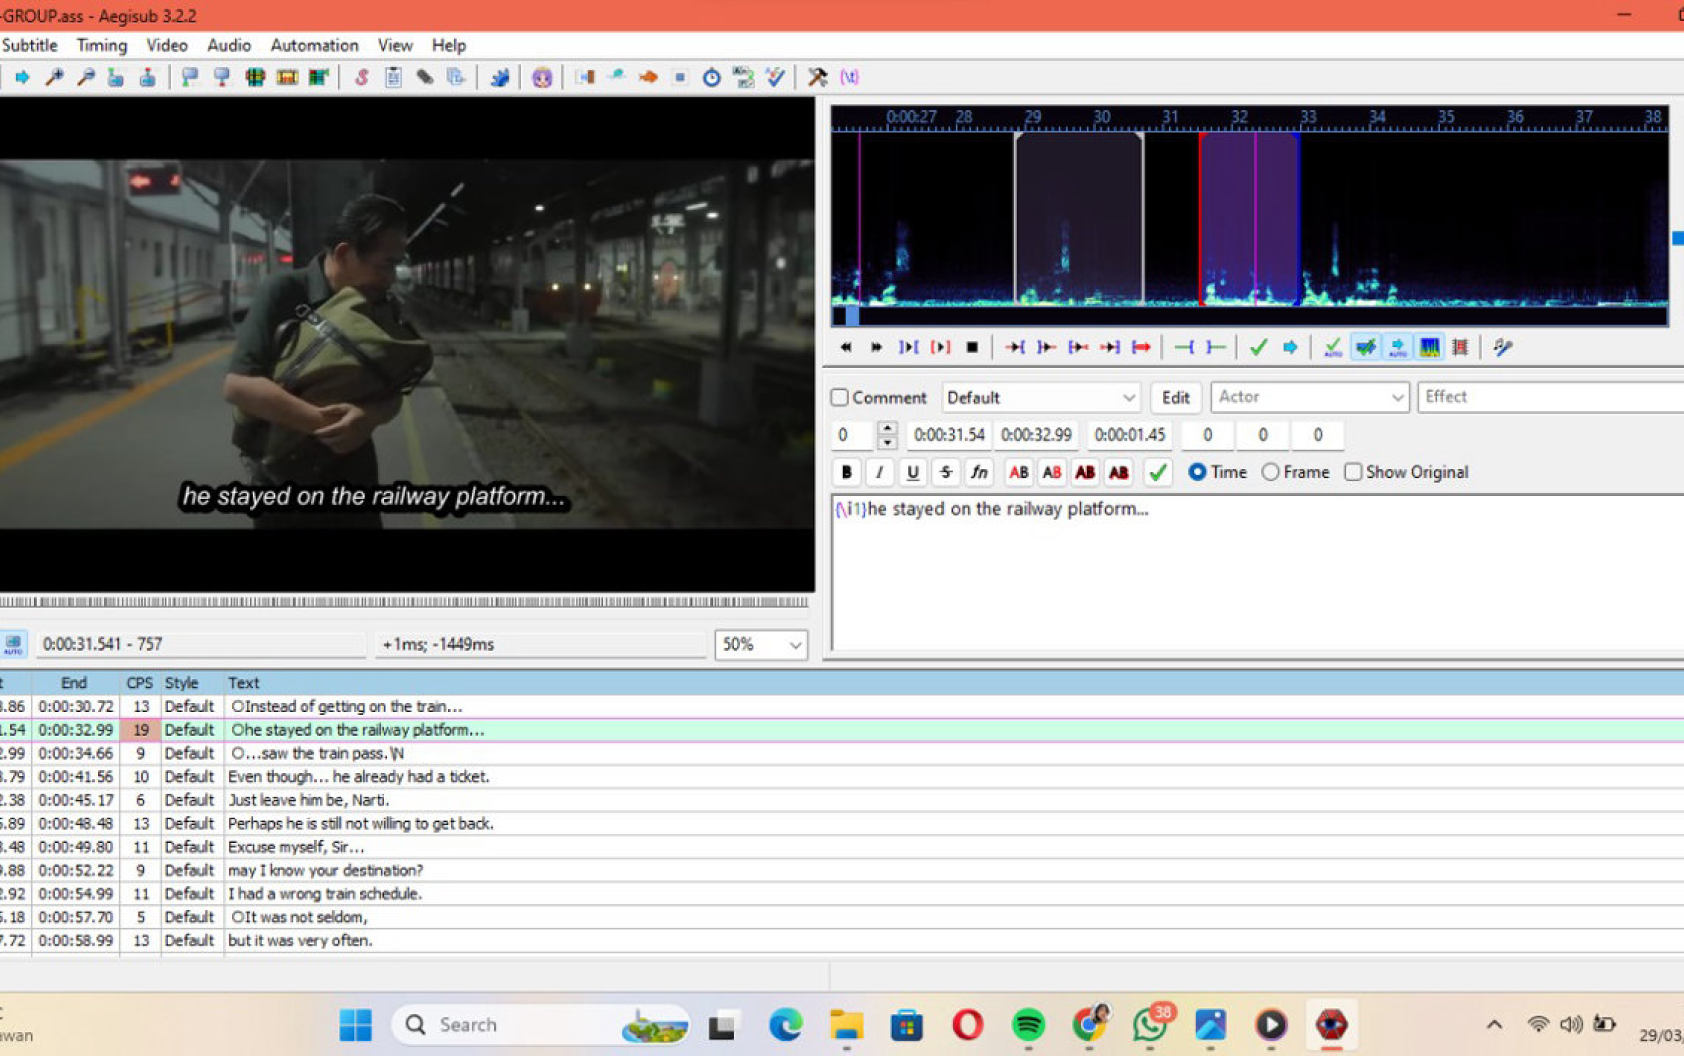 -GROUP.ass - Aegisub 3.2.2
Subtitle Timing Video Audio Automation View Help
0:00:27 28 29 30 31 32 33 34 35 36 37 38
he stayed on the railway platform...
Comment Default Edit Actor Effect
0 0:00:31.54 0:00:32.99 0:00:01.45 0 0 0
B I U S fn AB AB AB AB Time Frame Show Original
{\i1}he stayed on the railway platform...
AUTO 0:00:31.541 - 757 +1ms; -1449ms 50%
t End CPS Style Text
.86 0:00:30.72 13 Default OInstead of getting on the train...
.54 0:00:32.99 19 Default Ohe stayed on the railway platform...
2.99 0:00:34.66 9 Default O...saw the train pass.\N
.79 0:00:41.56 10 Default Even though... he already had a ticket.
2.38 0:00:45.17 6 Default Just leave him be, Narti.
.89 0:00:48.48 13 Default Perhaps he is still not willing to get back.
.48 0:00:49.80 11 Default Excuse myself, Sir...
.88 0:00:52.22 9 Default may I know your destination?
2.92 0:00:54.99 11 Default I had a wrong train schedule.
.18 0:00:57.70 5 Default OIt was not seldom,
7.72 0:00:58.99 13 Default but it was very often.
Search 38
awan 29/03/